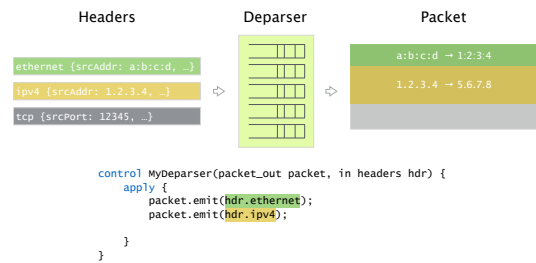 Headers
Deparser
Packet
ethernet {srcAddr: a:b:c:d, …}
ipv4 {srcAddr: 1.2.3.4, …}
tcp {srcPort: 12345, …}
a:b:c:d → 1:2:3:4
1.2.3.4 → 5.6.7.8
control MyDeparser(packet_out packet, in headers hdr) {
apply {
packet.emit(hdr.ethernet);
packet.emit(hdr.ipv4);
}
}